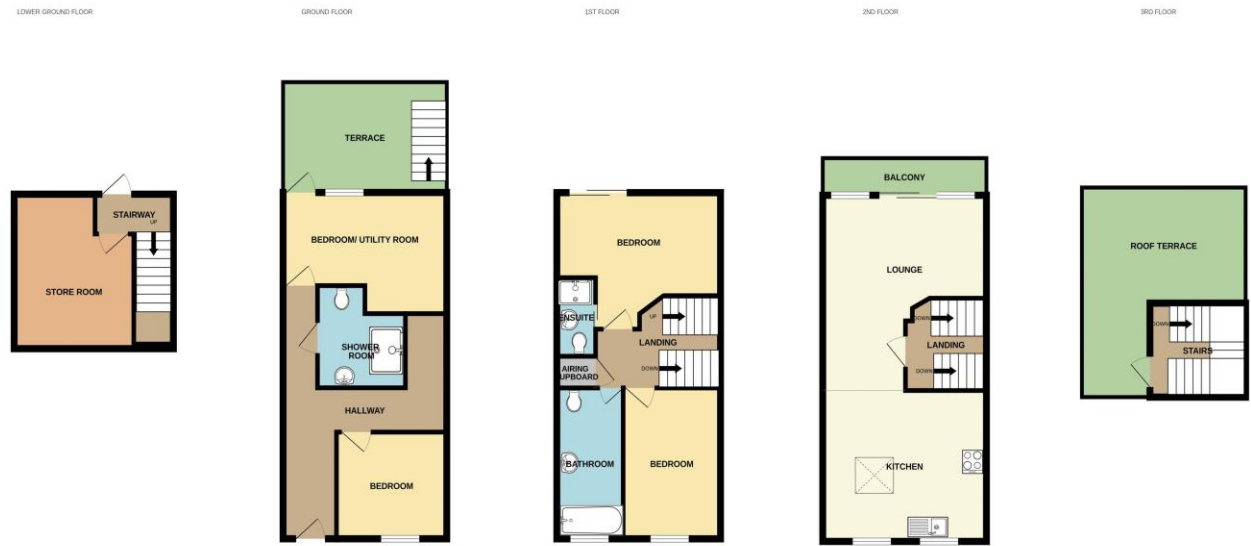 LOWER GROUND FLOOR
GROUND FLOOR
1ST FLOOR
2ND FLOOR
3RD FLOOR
STAIRWAY
UP
STORE ROOM
TERRACE
BEDROOM/ UTILITY ROOM
SHOWER
ROOM
HALLWAY
BEDROOM
BEDROOM
ENSUITE
UP
LANDING
DOWN
AIRING
UPBOARD
BATHROOM
BEDROOM
BALCONY
LOUNGE
DOWN
LANDING
DOWN
KITCHEN
ROOF TERRACE
DOWN
STAIRS